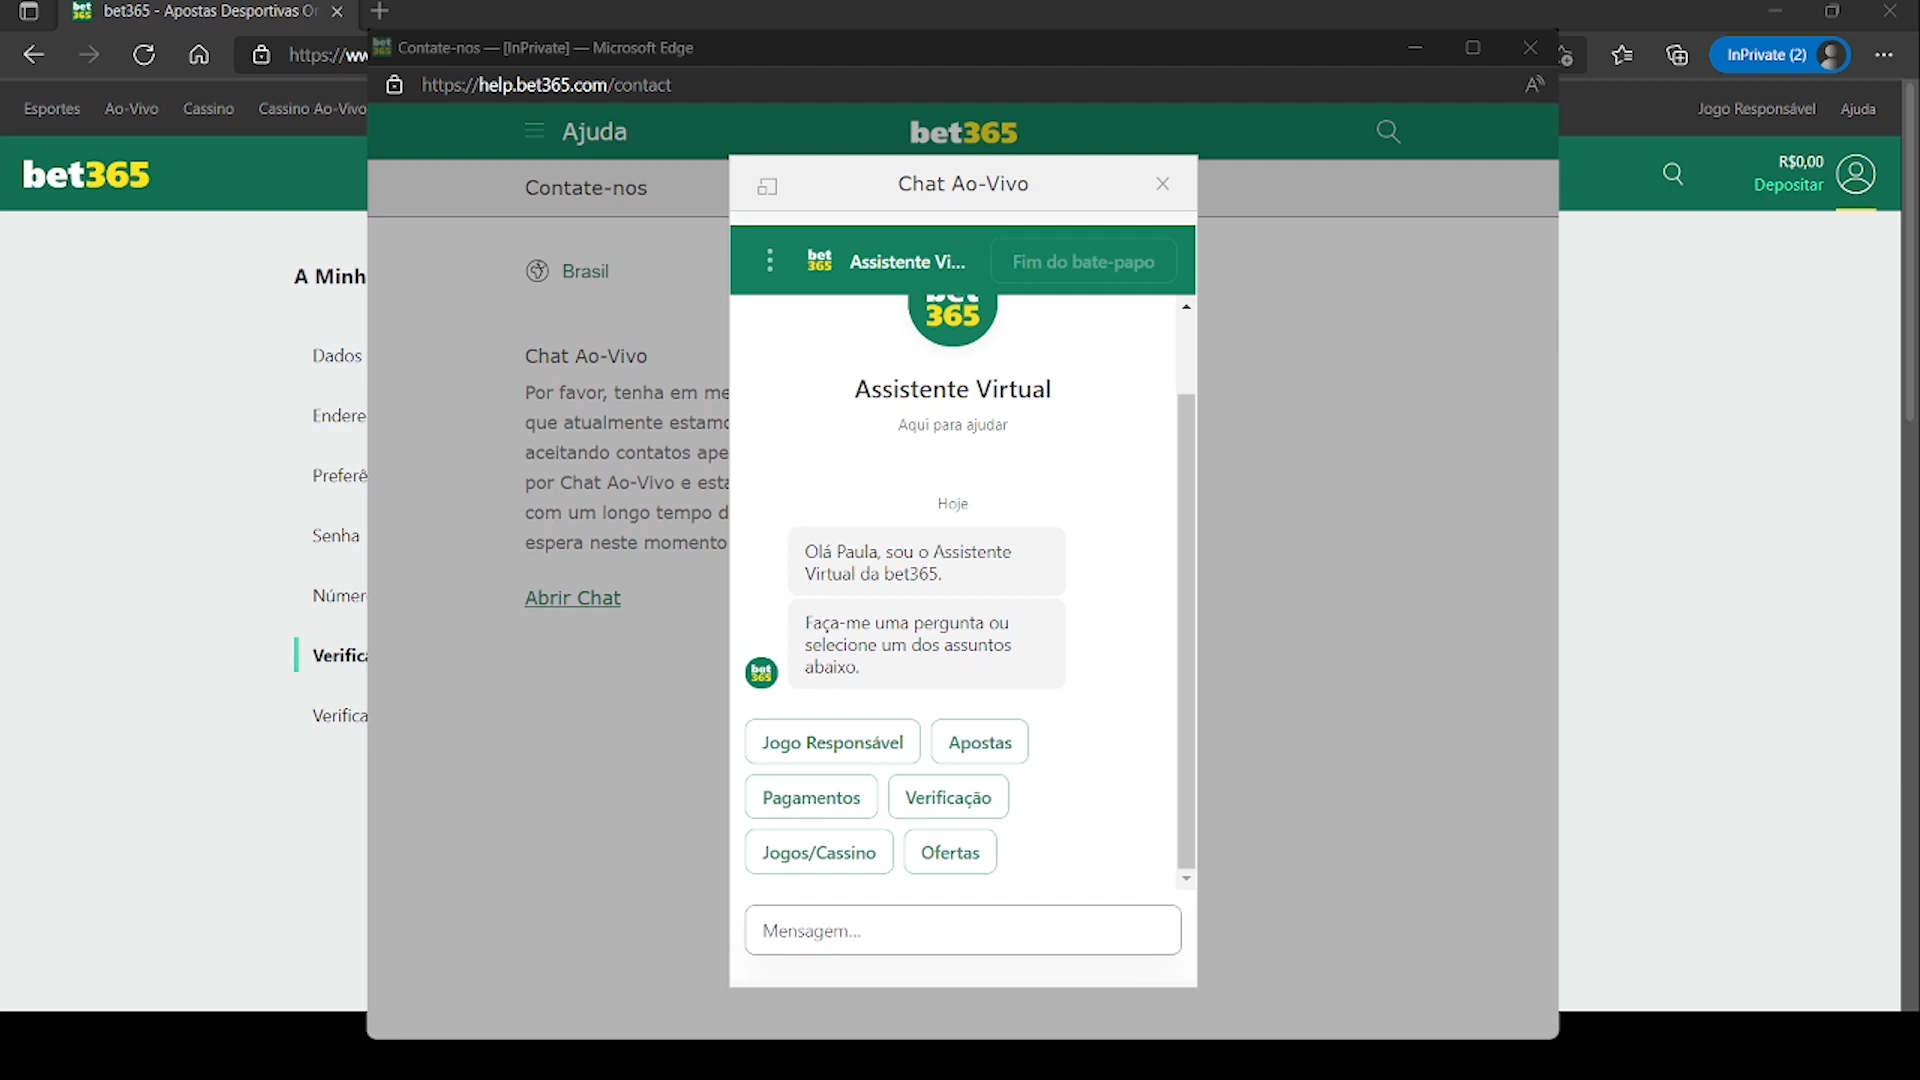 bet365 - Apostas Desportivas Or
Contate-nos — [InPrivate] — Microsoft Edge
https://ww
InPrivate (2)
https://help.bet365.com/contact
Esportes
Ao-Vivo
Cassino
Cassino Ao-Vivo
Jogo Responsável
Ajuda
Ajuda
bet365
bet365
R$0,00
Depositar
Contate-nos
Chat Ao-Vivo
bet
365
Assistente Vi...
Fim do bate-papo
A Minh
Brasil
bet
365
Dados
Endere
Preferê
Senha
Númer
Verifica
Verifica
Chat Ao-Vivo
Por favor, tenha em me
que atualmente estamo
aceitando contatos ape
por Chat Ao-Vivo e esta
com um longo tempo d
espera neste momento
Abrir Chat
Assistente Virtual
Aqui para ajudar
Hoje
Olá Paula, sou o Assistente
Virtual da bet365.
Faça-me uma pergunta ou
selecione um dos assuntos
abaixo.
bet
365
Jogo Responsável
Apostas
Pagamentos
Verificação
Jogos/Cassino
Ofertas
Mensagem...